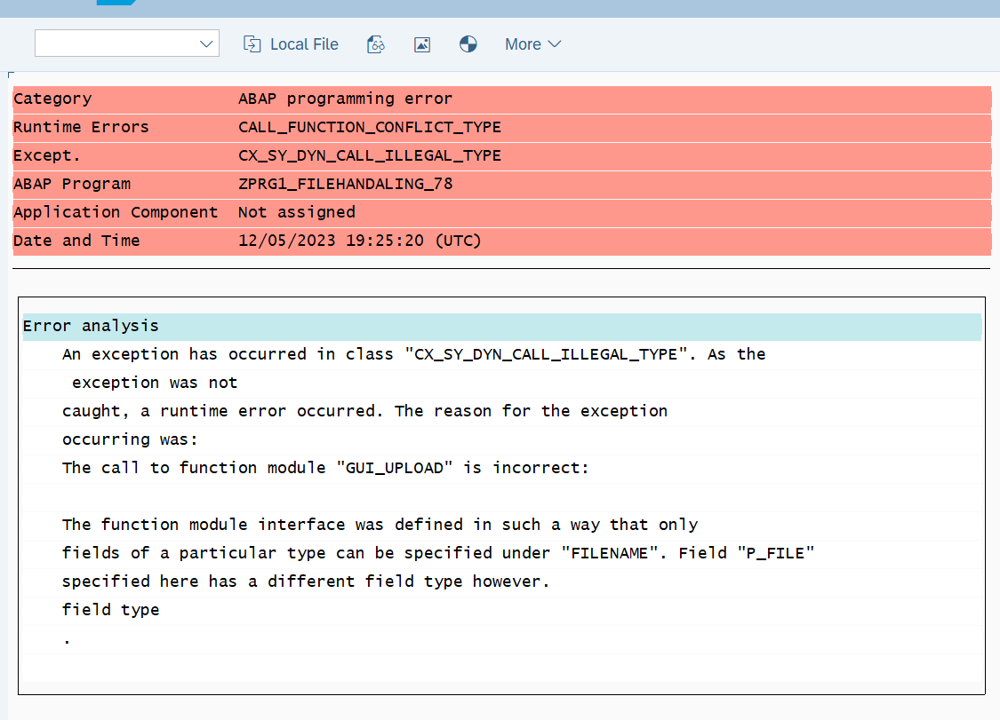 Local File More
Category ABAP programming error
Runtime Errors CALL_FUNCTION_CONFLICT_TYPE
Except. CX_SY_DYN_CALL_ILLEGAL_TYPE
ABAP Program ZPRG1_FILEHANDALING_78
Application Component Not assigned
Date and Time 12/05/2023 19:25:20 (UTC)
Error analysis
An exception has occurred in class "CX_SY_DYN_CALL_ILLEGAL_TYPE". As the
exception was not
caught, a runtime error occurred. The reason for the exception
occurring was:
The call to function module "GUI_UPLOAD" is incorrect:
The function module interface was defined in such a way that only
fields of a particular type can be specified under "FILENAME". Field "P_FILE"
specified here has a different field type however.
field type
.